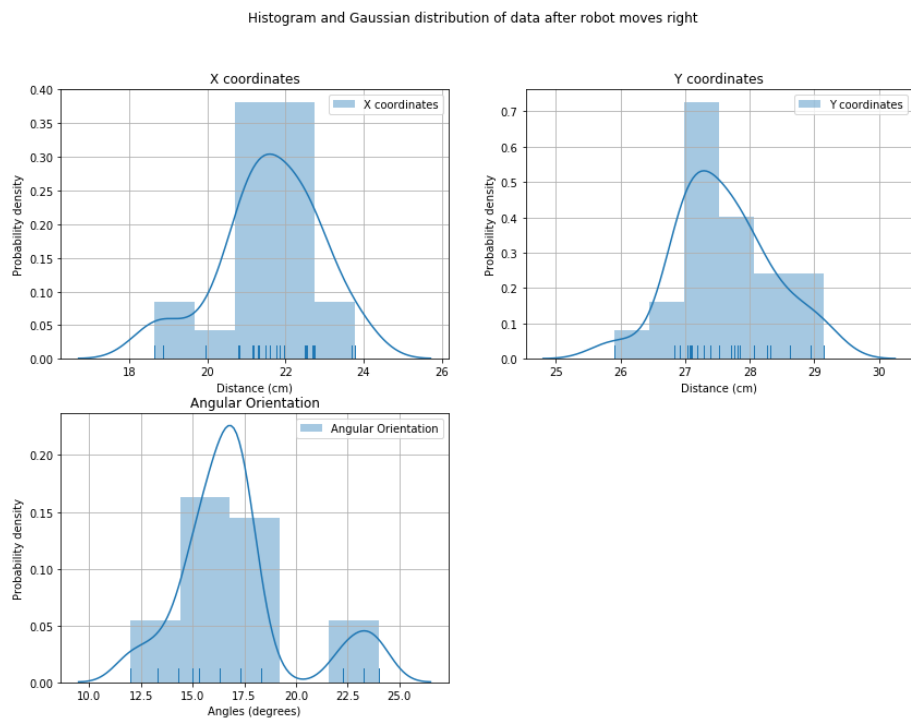 Histogram and Gaussian distribution of data after robot moves right
X coordinates
X coordinates
0.40
0.35
0.30
0.25
0.20
0.15
0.10
0.05
0.00
Probability density
18 20 22 24 26
Distance (cm)
Y coordinates
Y coordinates
0.7
0.6
0.5
0.4
0.3
0.2
0.1
0.0
Probability density
25 26 27 28 29 30
Distance (cm)
Angular Orientation
Angular Orientation
0.20
0.15
0.10
0.05
0.00
Probability density
10.0 12.5 15.0 17.5 20.0 22.5 25.0
Angles (degrees)